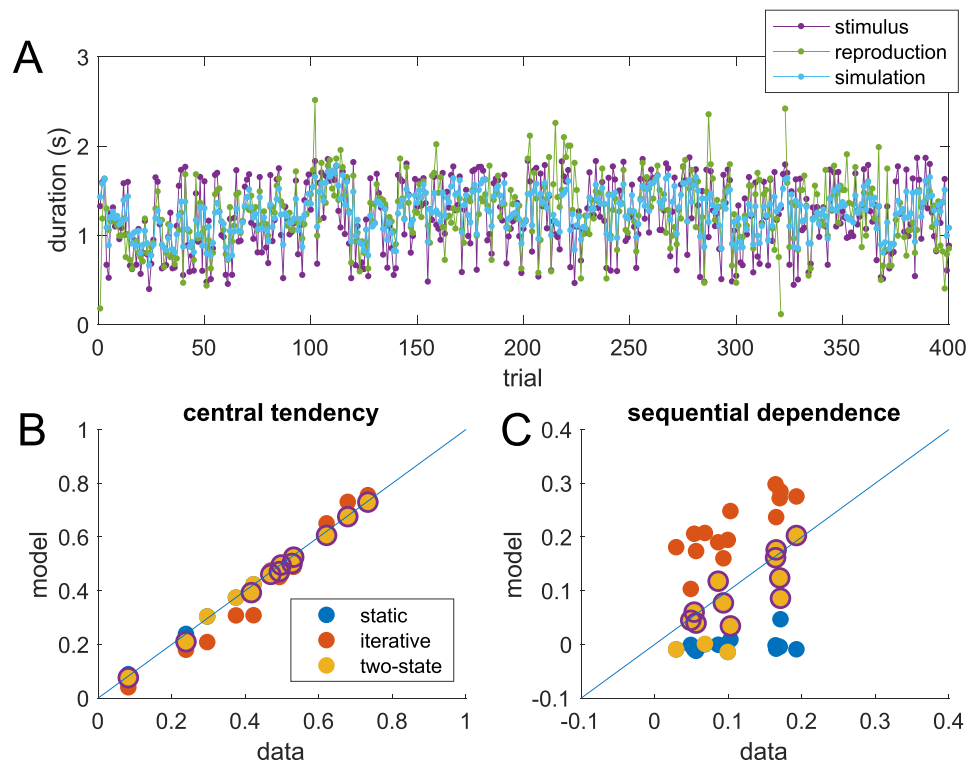 A
stimulus
reproduction
simulation
duration (s)
3
2
1
0
0 50 100 150 200 250 300 350 400
trial
B
central tendency
model
1
0.8
0.6
0.4
0.2
0
static
iterative
two-state
0 0.2 0.4 0.6 0.8 1
data
C
sequential dependence
model
0.4
0.3
0.2
0.1
0
-0.1
-0.1 0 0.1 0.2 0.3 0.4
data